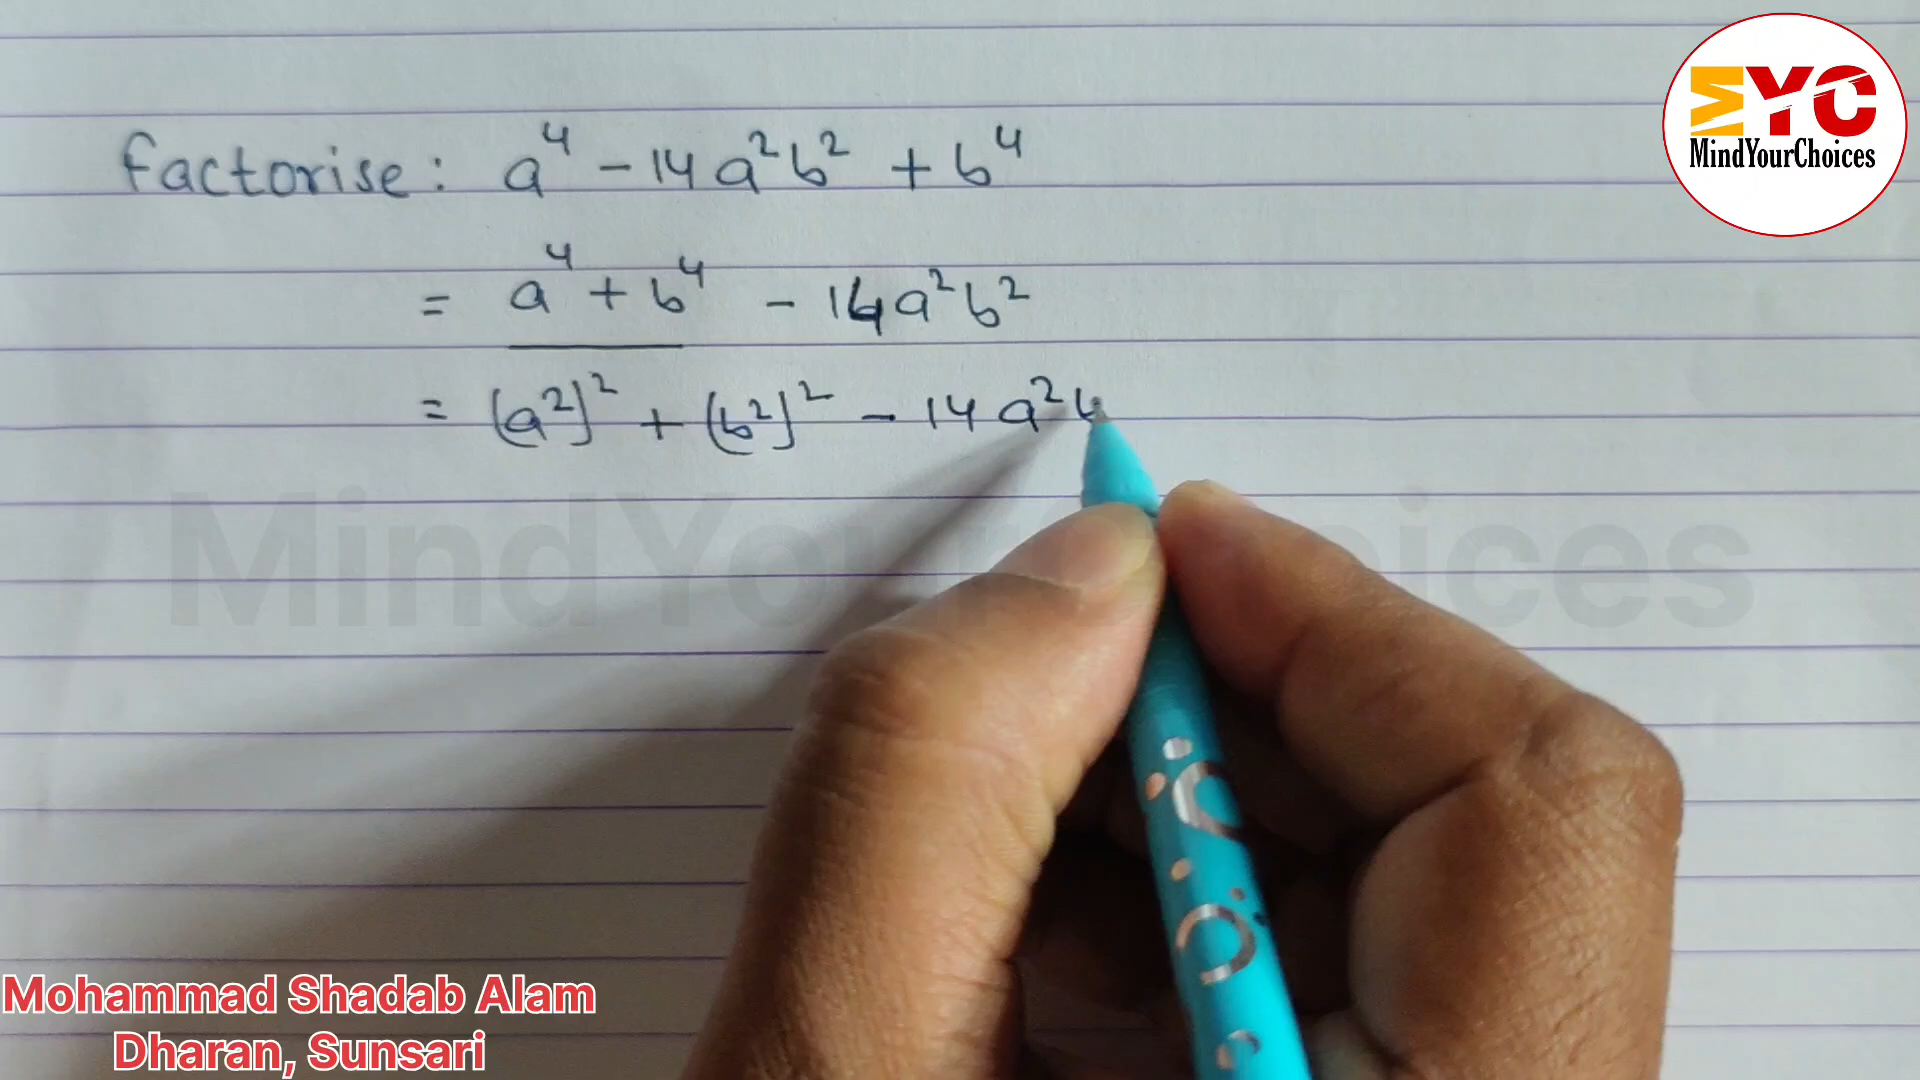 MYC
MindYourChoices
factorise: a⁴ - 14a²b² + b⁴
= a⁴ + b⁴ - 14a²b²
= (a²)² + (b²)² - 14a²b
MindYourChoices
Mohammad Shadab Alam
Dharan, Sunsari